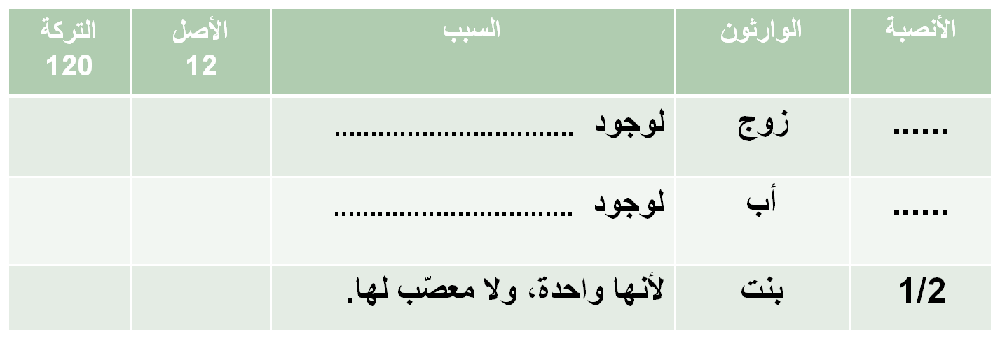 الأنصبة
الوارثون
السبب
الأصل
12
التركة
120
......
زوج
لوجود ................................
......
أب
لوجود ................................
1/2
بنت
لأنها واحدة، ولا معصّب لها.